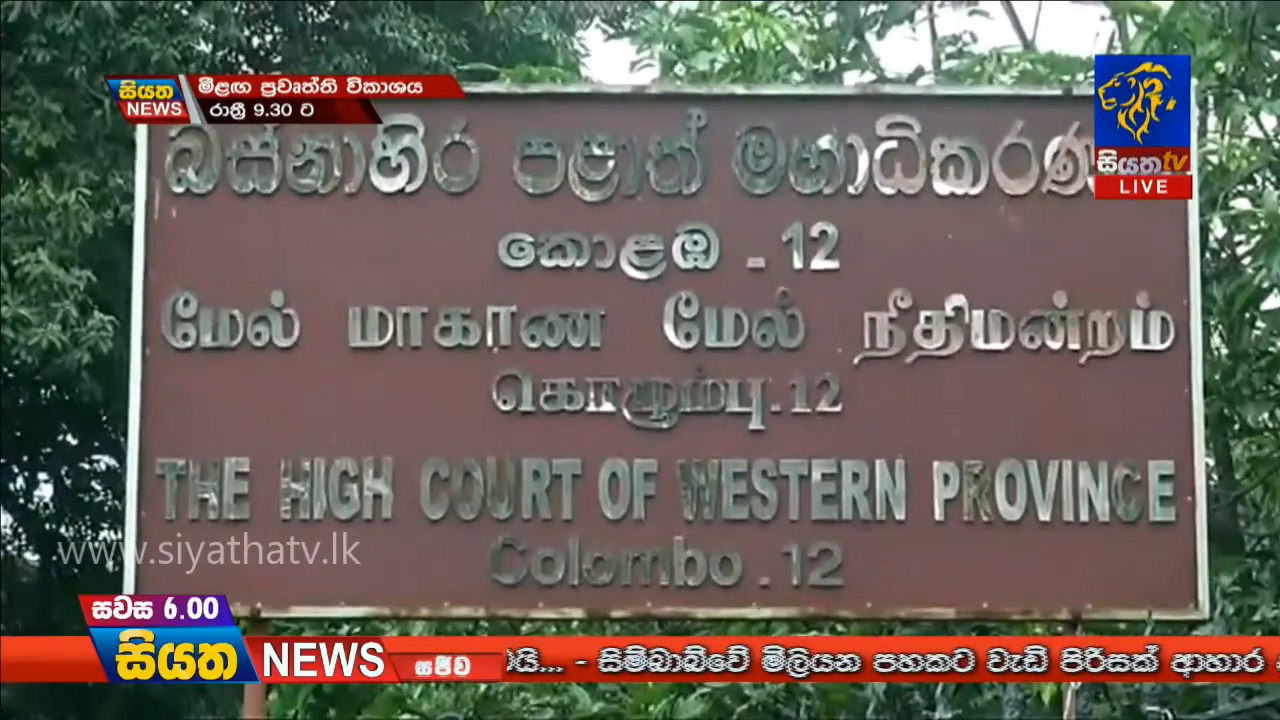 සියත
NEWS
මීළඟ ප්‍රවෘත්ති විකාශය
රාත්‍රී 9.30 ට
සියත tv
LIVE
බස්නාහිර පළාත් මහාධිකරණ
කොළඹ - 12
மேல் மாகாண மேல் நீதிமன்றம்
கொழும்பு.12
THE HIGH COURT OF WESTERN PROVINCE
Colombo . 12
www.siyathatv.lk
සවස 6.00
සියත NEWS
සජීව
... - සිම්බාබ්වේ මිලියන පහකට වැඩි පිරිසක් ආහාර